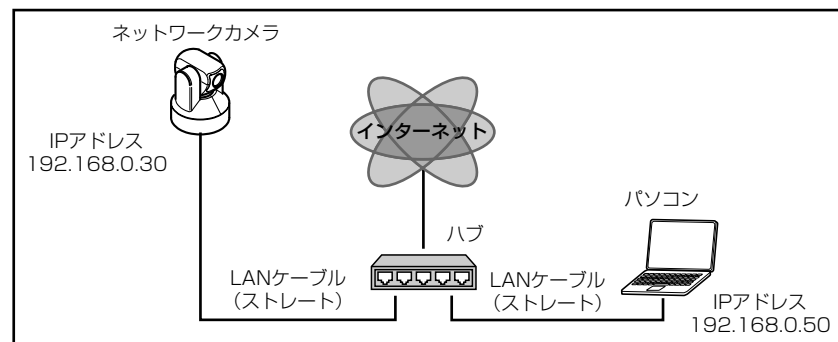 ネットワークカメラ
IPアドレス
192.168.0.30
インターネット
ハブ
パソコン
LANケーブル
（ストレート）
LANケーブル
（ストレート）
IPアドレス
192.168.0.50